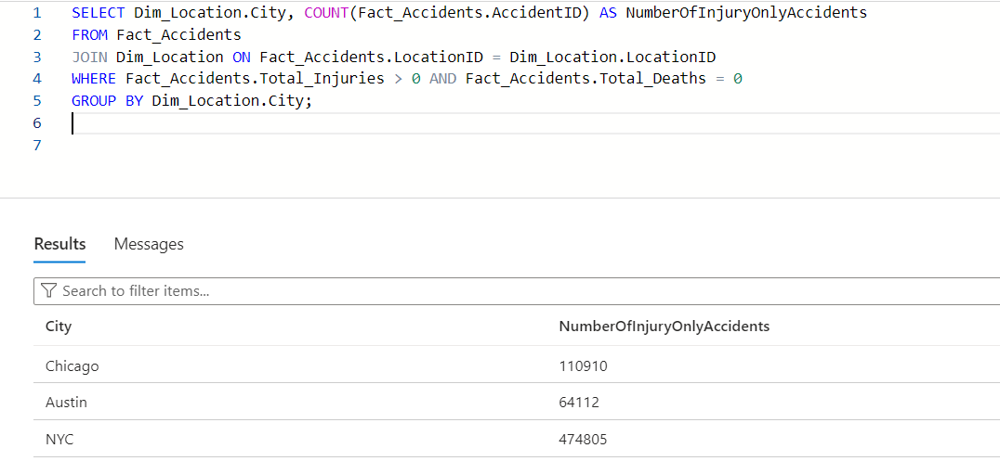 1 SELECT Dim_Location.City, COUNT(Fact_Accidents.AccidentID) AS NumberOfInjuryOnlyAccidents
2 FROM Fact_Accidents
3 JOIN Dim_Location ON Fact_Accidents.LocationID = Dim_Location.LocationID
4 WHERE Fact_Accidents.Total_Injuries > 0 AND Fact_Accidents.Total_Deaths = 0
5 GROUP BY Dim_Location.City;
6
7
Results Messages
Search to filter items...
City NumberOfInjuryOnlyAccidents
Chicago 110910
Austin 64112
NYC 474805